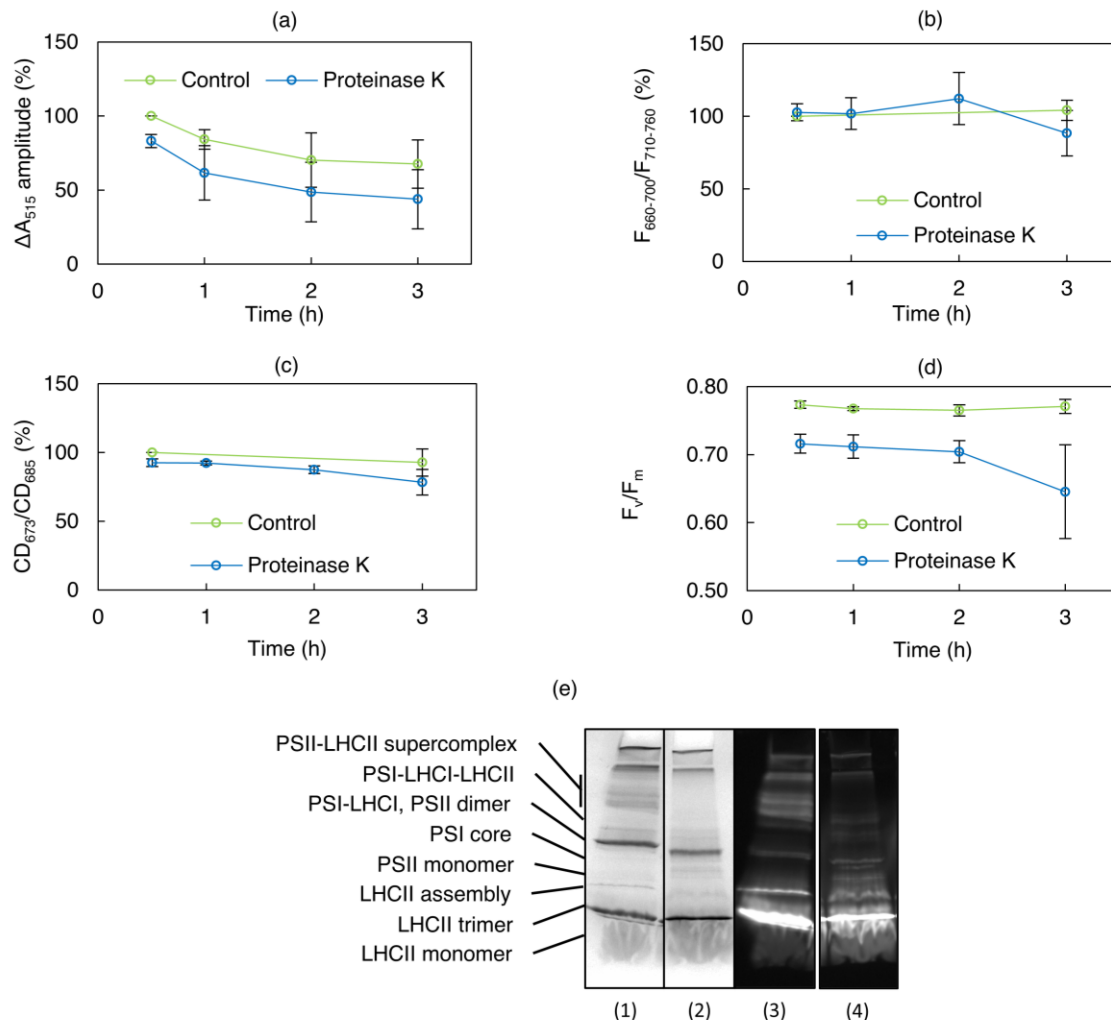 (a)
150
100
50
0
ΔA515 amplitude (%)
Control
Proteinase K
0 1 2 3
Time (h)
(b)
150
100
50
0
F660-700/F710-760 (%)
Control
Proteinase K
0 1 2 3
Time (h)
(c)
150
100
50
0
CD673/CD685 (%)
Control
Proteinase K
0 1 2 3
Time (h)
(d)
0.80
0.70
0.60
0.50
Fv/Fm
Control
Proteinase K
0 1 2 3
Time (h)
(e)
PSII-LHCII supercomplex
PSI-LHCI-LHCII
PSI-LHCI, PSII dimer
PSI core
PSII monomer
LHCII assembly
LHCII trimer
LHCII monomer
(1) (2) (3) (4)